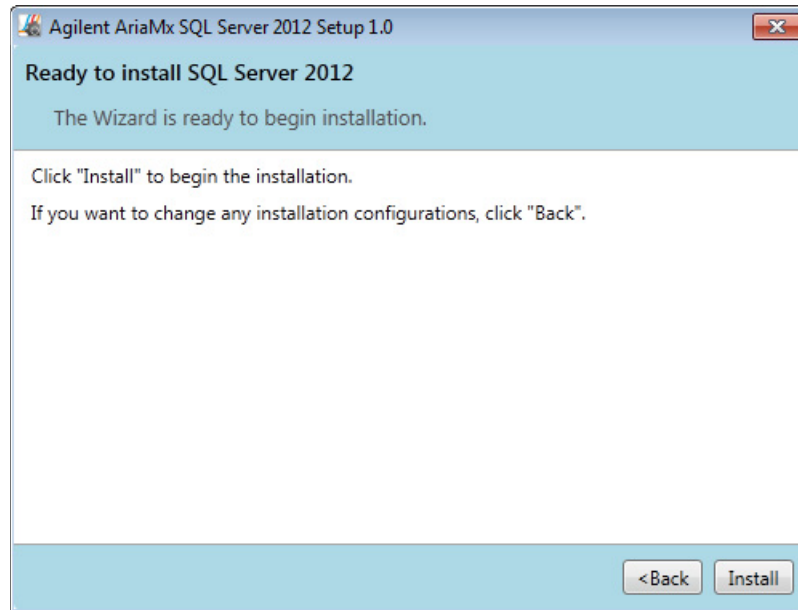 Agilent AriaMx SQL Server 2012 Setup 1.0
Ready to install SQL Server 2012
The Wizard is ready to begin installation.
Click "Install" to begin the installation.
If you want to change any installation configurations, click "Back".
<Back Install